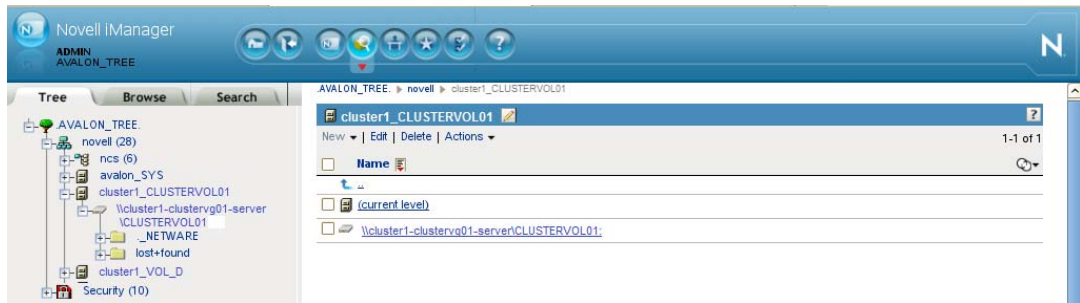 Novell iManager
ADMIN
AVALON_TREE
N
Tree Browse Search
.AVALON_TREE.
novell (28)
ncs (6)
avalon_SYS
cluster1_CLUSTERVOL01
\\cluster1-clustervg01-server
\CLUSTERVOL01
._NETWARE
lost+found
cluster1_VOL_D
Security (10)
.AVALON_TREE. novell cluster1_CLUSTERVOL01
cluster1_CLUSTERVOL01 ?
New | Edit | Delete | Actions 1-1 of 1
Name
..
(current level)
\\cluster1-clustervg01-server\CLUSTERVOL01: